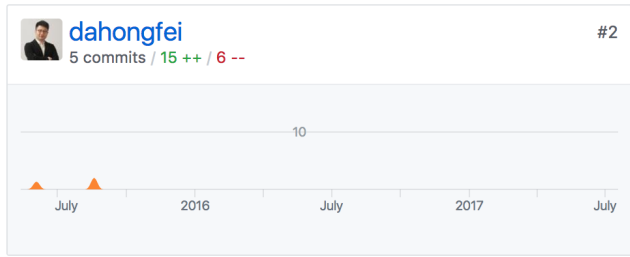 dahongfei
#2
5 commits / 15 ++ / 6 --
10
July 2016 July 2017 July